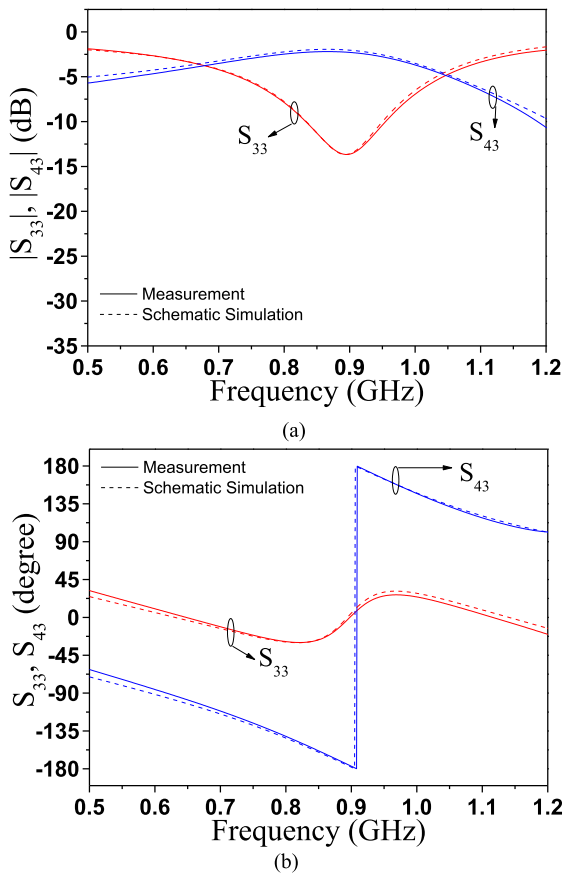 0
-5
-10
-15
-20
-25
-30
-35
|S33|, |S43| (dB)
S33
S43
Measurement
Schematic Simulation
0.5 0.6 0.7 0.8 0.9 1.0 1.1 1.2
Frequency (GHz)
(a)
180
135
90
45
0
-45
-90
-135
-180
S33, S43 (degree)
Measurement
Schematic Simulation
S43
S33
0.5 0.6 0.7 0.8 0.9 1.0 1.1 1.2
Frequency (GHz)
(b)